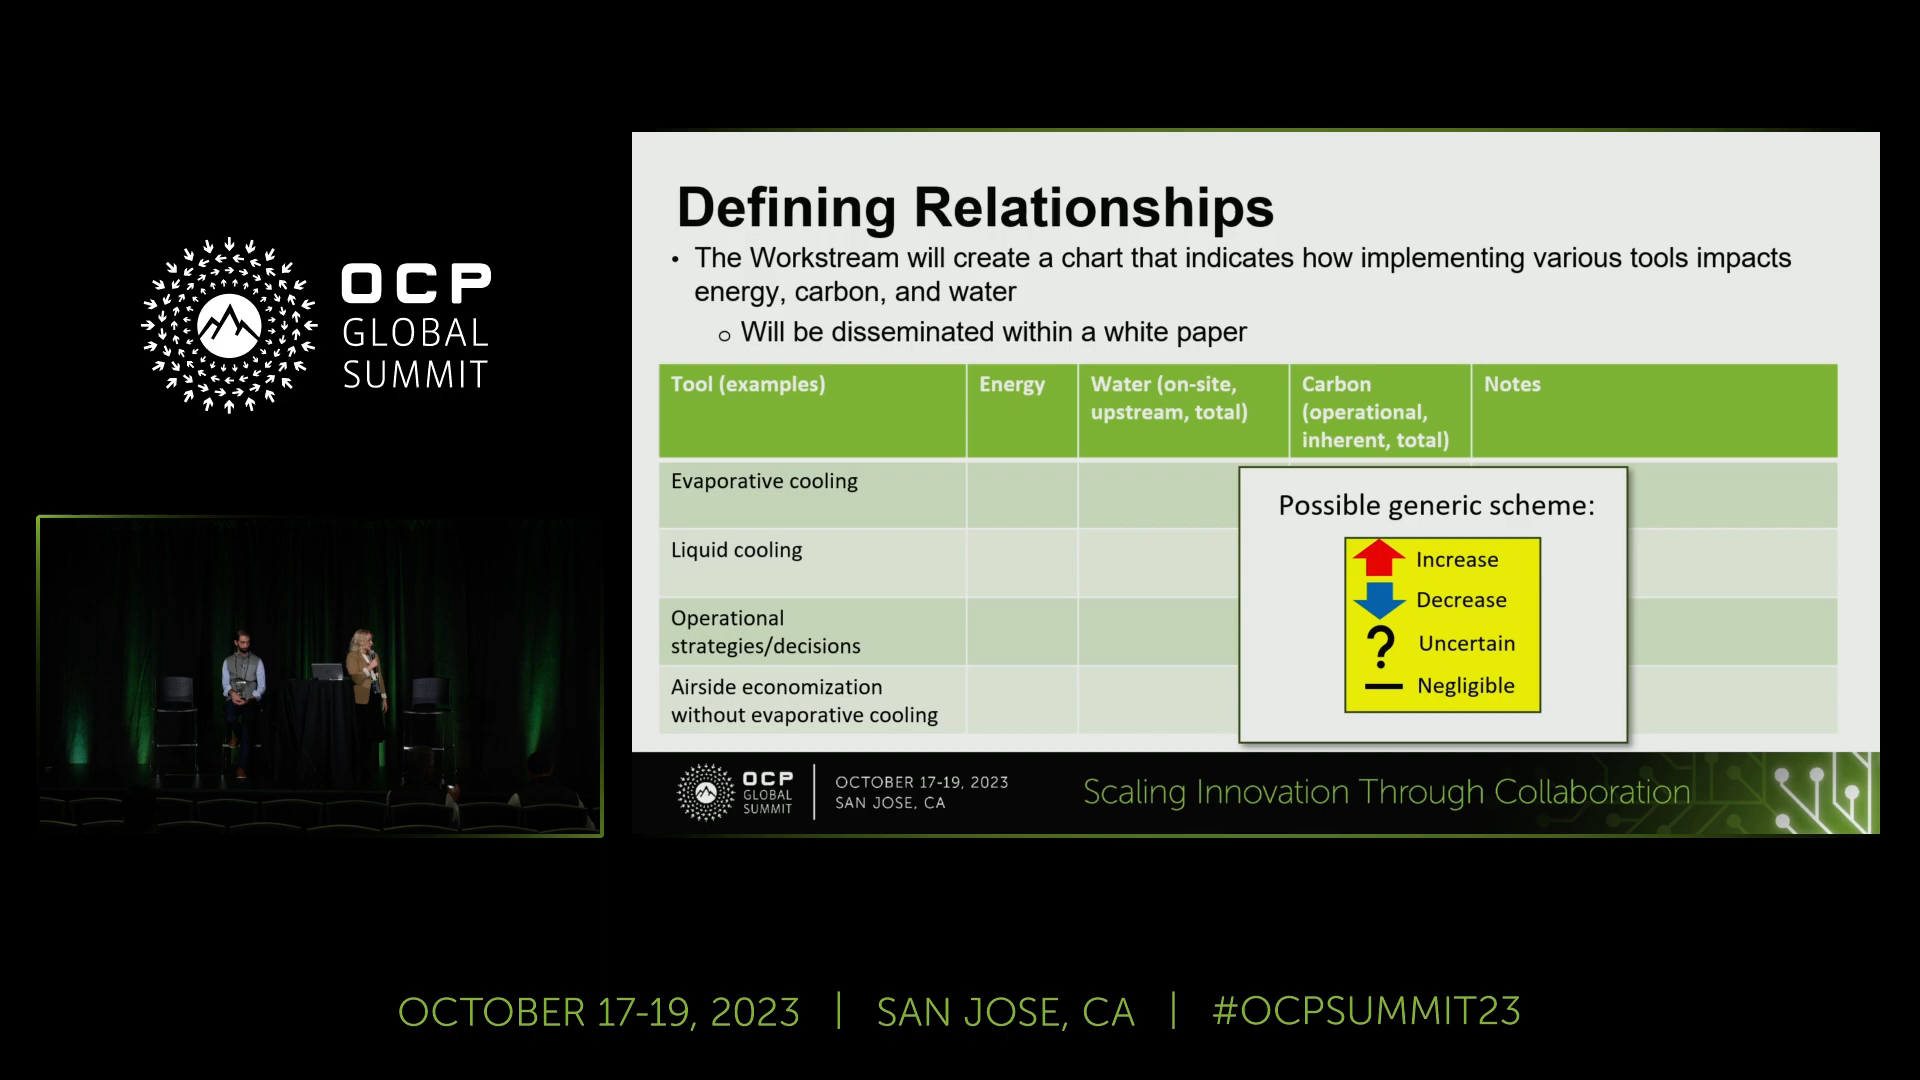 OCP
GLOBAL
SUMMIT
Defining Relationships
• The Workstream will create a chart that indicates how implementing various tools impacts
energy, carbon, and water
o Will be disseminated within a white paper
Tool (examples)
Energy
Water (on-site,
upstream, total)
Carbon
(operational,
inherent, total)
Notes
Evaporative cooling
Liquid cooling
Operational
strategies/decisions
Airside economization
without evaporative cooling
Possible generic scheme:
Increase
Decrease
? Uncertain
Negligible
OCP
GLOBAL
SUMMIT
OCTOBER 17-19, 2023
SAN JOSE, CA
Scaling Innovation Through Collaboration
OCTOBER 17-19, 2023 | SAN JOSE, CA | #OCPSUMMIT23